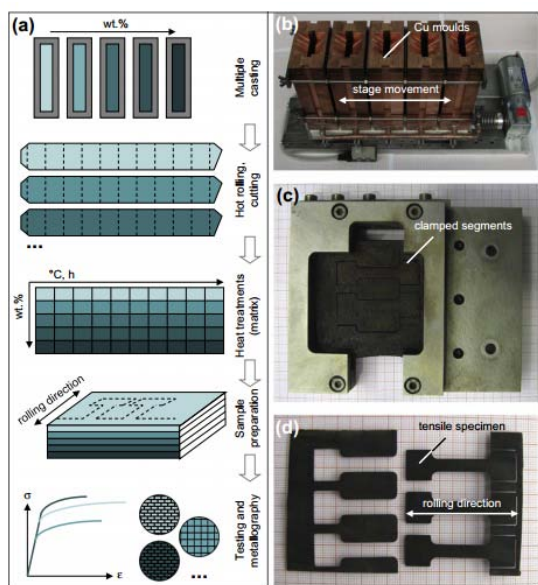 (a)
wt.%
Multiple
casting
Hot rolling,
cutting
...
°C, h
wt.%
Heat treatments
(matrix)
rolling direction
Sample
preparation
σ
ε
...
Testing and
metallography
(b)
Cu moulds
stage movement
(c)
clamped segments
(d)
tensile specimen
rolling direction